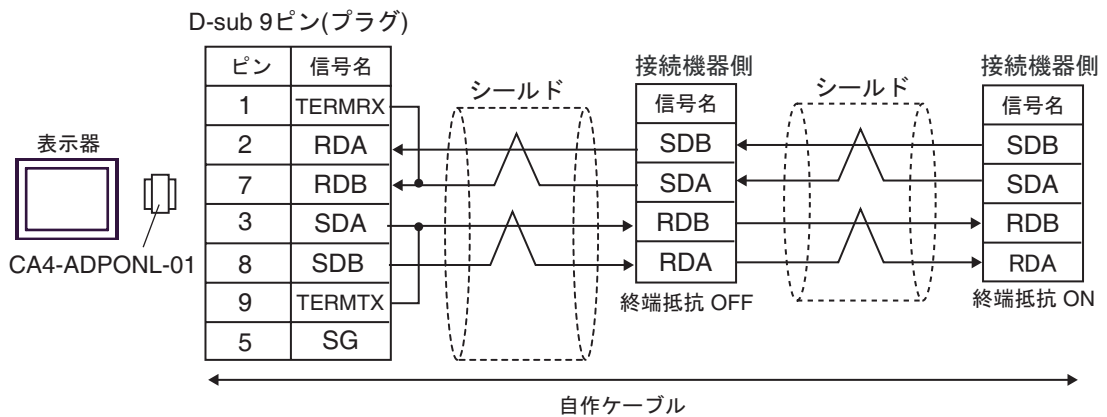 D-sub 9ピン(プラグ)
ピン 信号名
1 TERMRX
2 RDA
7 RDB
3 SDA
8 SDB
9 TERMTX
5 SG
表示器
CA4-ADPONL-01
シールド
接続機器側
信号名
SDB
SDA
RDB
RDA
終端抵抗 OFF
シールド
接続機器側
信号名
SDB
SDA
RDB
RDA
終端抵抗 ON
自作ケーブル